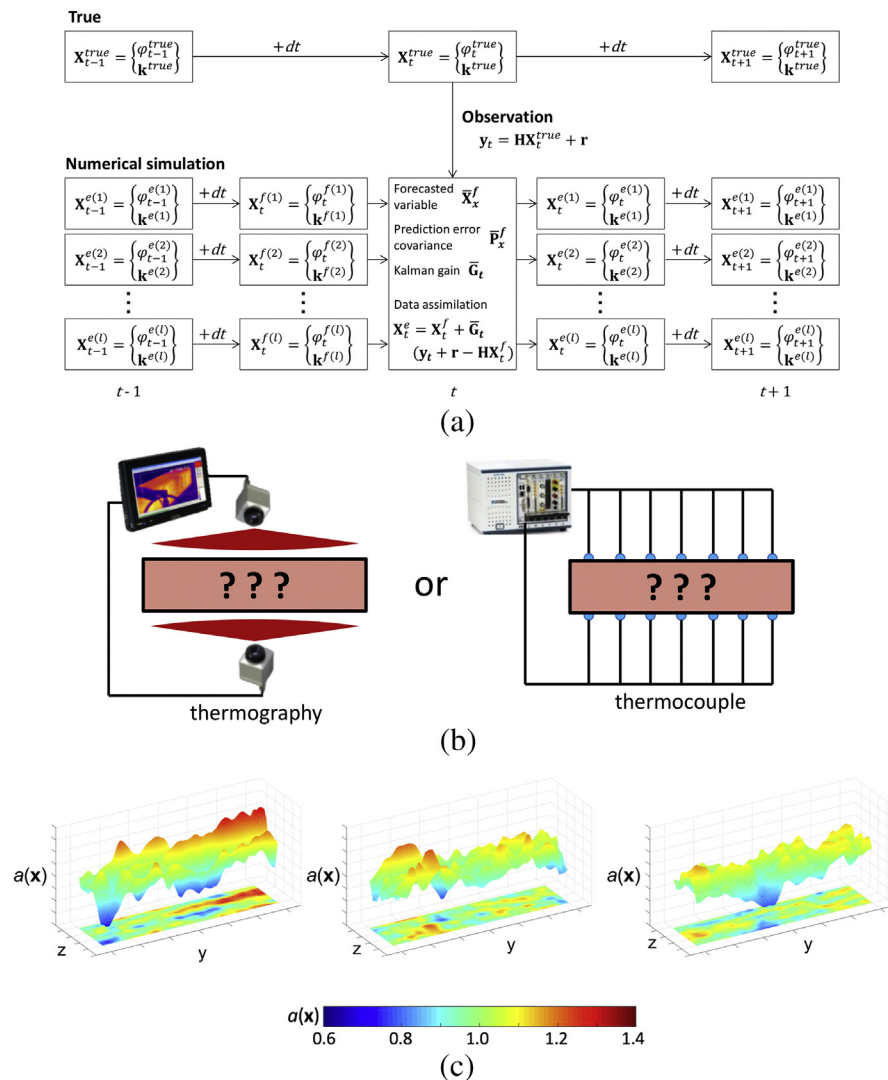 True
X_{t-1}^{true} = {φ_{t-1}^{true} k^{true}} +dt X_t^{true} = {φ_t^{true} k^{true}} +dt X_{t+1}^{true} = {φ_{t+1}^{true} k^{true}}
Observation
y_t = HX_t^{true} + r
Numerical simulation
X_{t-1}^{e(1)} = {φ_{t-1}^{e(1)} k^{e(1)}} +dt X_t^{f(1)} = {φ_t^{f(1)} k^{f(1)}} Forecasted variable X̄_x^f X_t^{e(1)} = {φ_t^{e(1)} k^{e(1)}} +dt X_{t+1}^{e(1)} = {φ_{t+1}^{e(1)} k^{e(1)}}
X_{t-1}^{e(2)} = {φ_{t-1}^{e(2)} k^{e(2)}} +dt X_t^{f(2)} = {φ_t^{f(2)} k^{f(2)}} Prediction error covariance P̄_x^f X_t^{e(2)} = {φ_t^{e(2)} k^{e(2)}} +dt X_{t+1}^{e(2)} = {φ_{t+1}^{e(2)} k^{e(2)}}
Kalman gain Ḡ_t
⋮ ⋮ ⋮ ⋮
Data assimilation
X_{t-1}^{e(l)} = {φ_{t-1}^{e(l)} k^{e(l)}} +dt X_t^{f(l)} = {φ_t^{f(l)} k^{f(l)}} X_t^e = X_t^f + Ḡ_t (y_t + r − HX_t^f) X_t^{e(l)} = {φ_t^{e(l)} k^{e(l)}} +dt X_{t+1}^{e(l)} = {φ_{t+1}^{e(l)} k^{e(l)}}
t-1 t t+1
(a)
? ? ? or ? ? ?
thermography thermocouple
(b)
a(x) a(x) a(x)
z y z y z y
a(x)
0.6 0.8 1.0 1.2 1.4
(c)